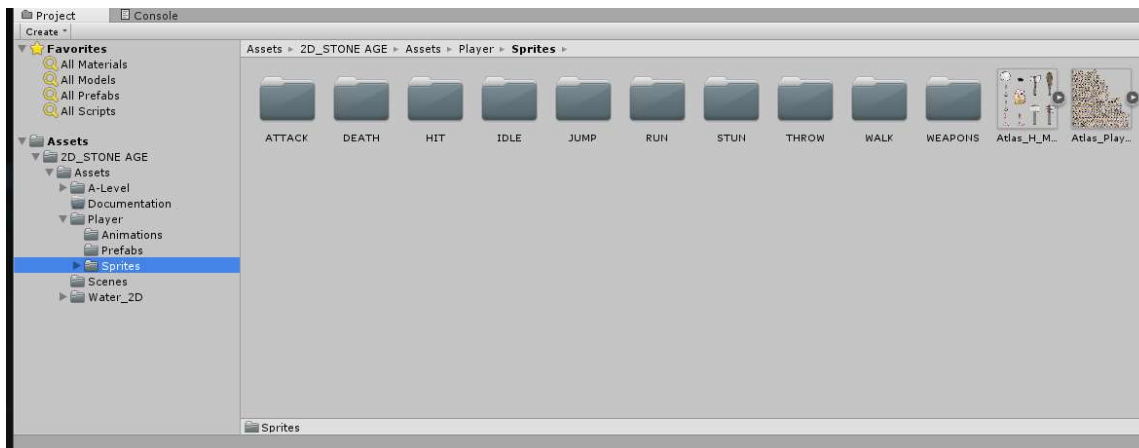 Project
Console
Create
Favorites
All Materials
All Models
All Prefabs
All Scripts
Assets
2D_STONE AGE
Assets
A-Level
Documentation
Player
Animations
Prefabs
Sprites
Scenes
Water_2D
Assets ▸ 2D_STONE AGE ▸ Assets ▸ Player ▸ Sprites ▸
ATTACK
DEATH
HIT
IDLE
JUMP
RUN
STUN
THROW
WALK
WEAPONS
Atlas_H_M...
Atlas_Play...
Sprites